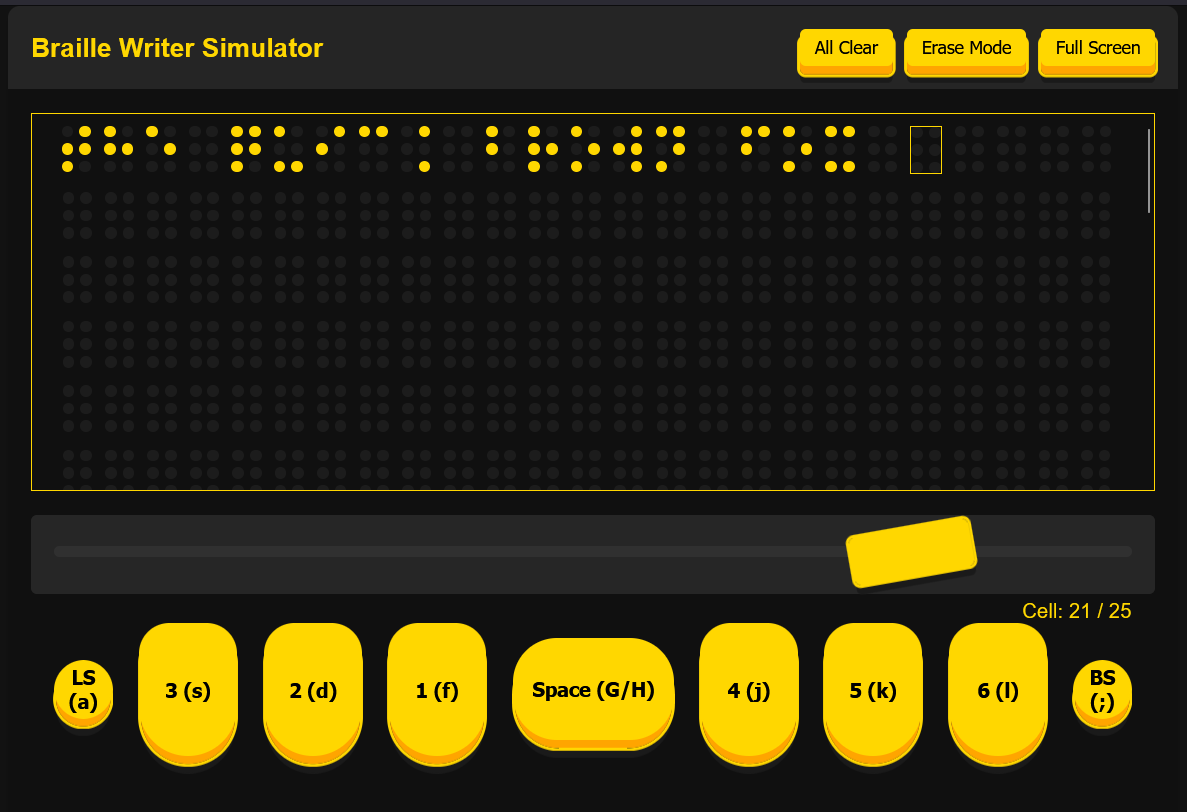 Braille Writer Simulator
All Clear Erase Mode Full Screen
⠞⠓⠑ ⠟⠥⠊⠉⠨ ⠃⠗⠕⠺⠝ ⠋⠕⠭
Cell: 21 / 25
LS (a) 3 (s) 2 (d) 1 (f) Space (G/H) 4 (j) 5 (k) 6 (l) BS (;)